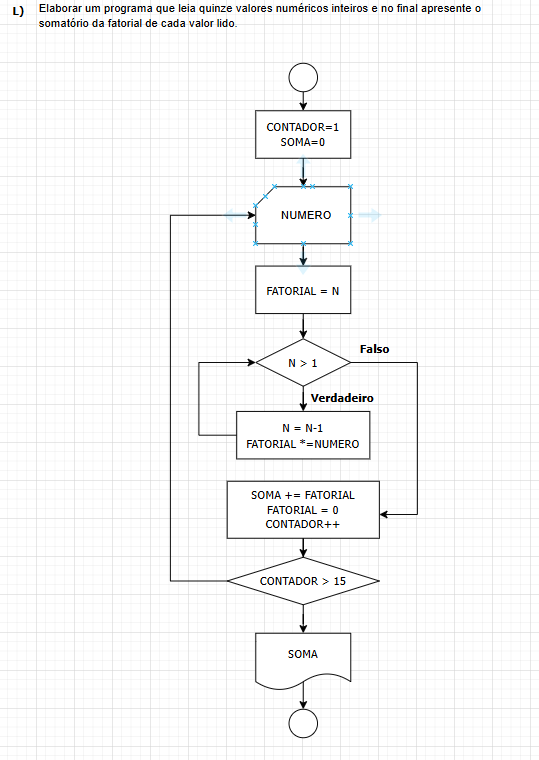 L) Elaborar um programa que leia quinze valores numéricos inteiros e no final apresente o
somatório da fatorial de cada valor lido.
CONTADOR=1
SOMA=0
NUMERO
FATORIAL = N
N > 1
Falso
Verdadeiro
N = N-1
FATORIAL *=NUMERO
SOMA += FATORIAL
FATORIAL = 0
CONTADOR++
CONTADOR > 15
SOMA